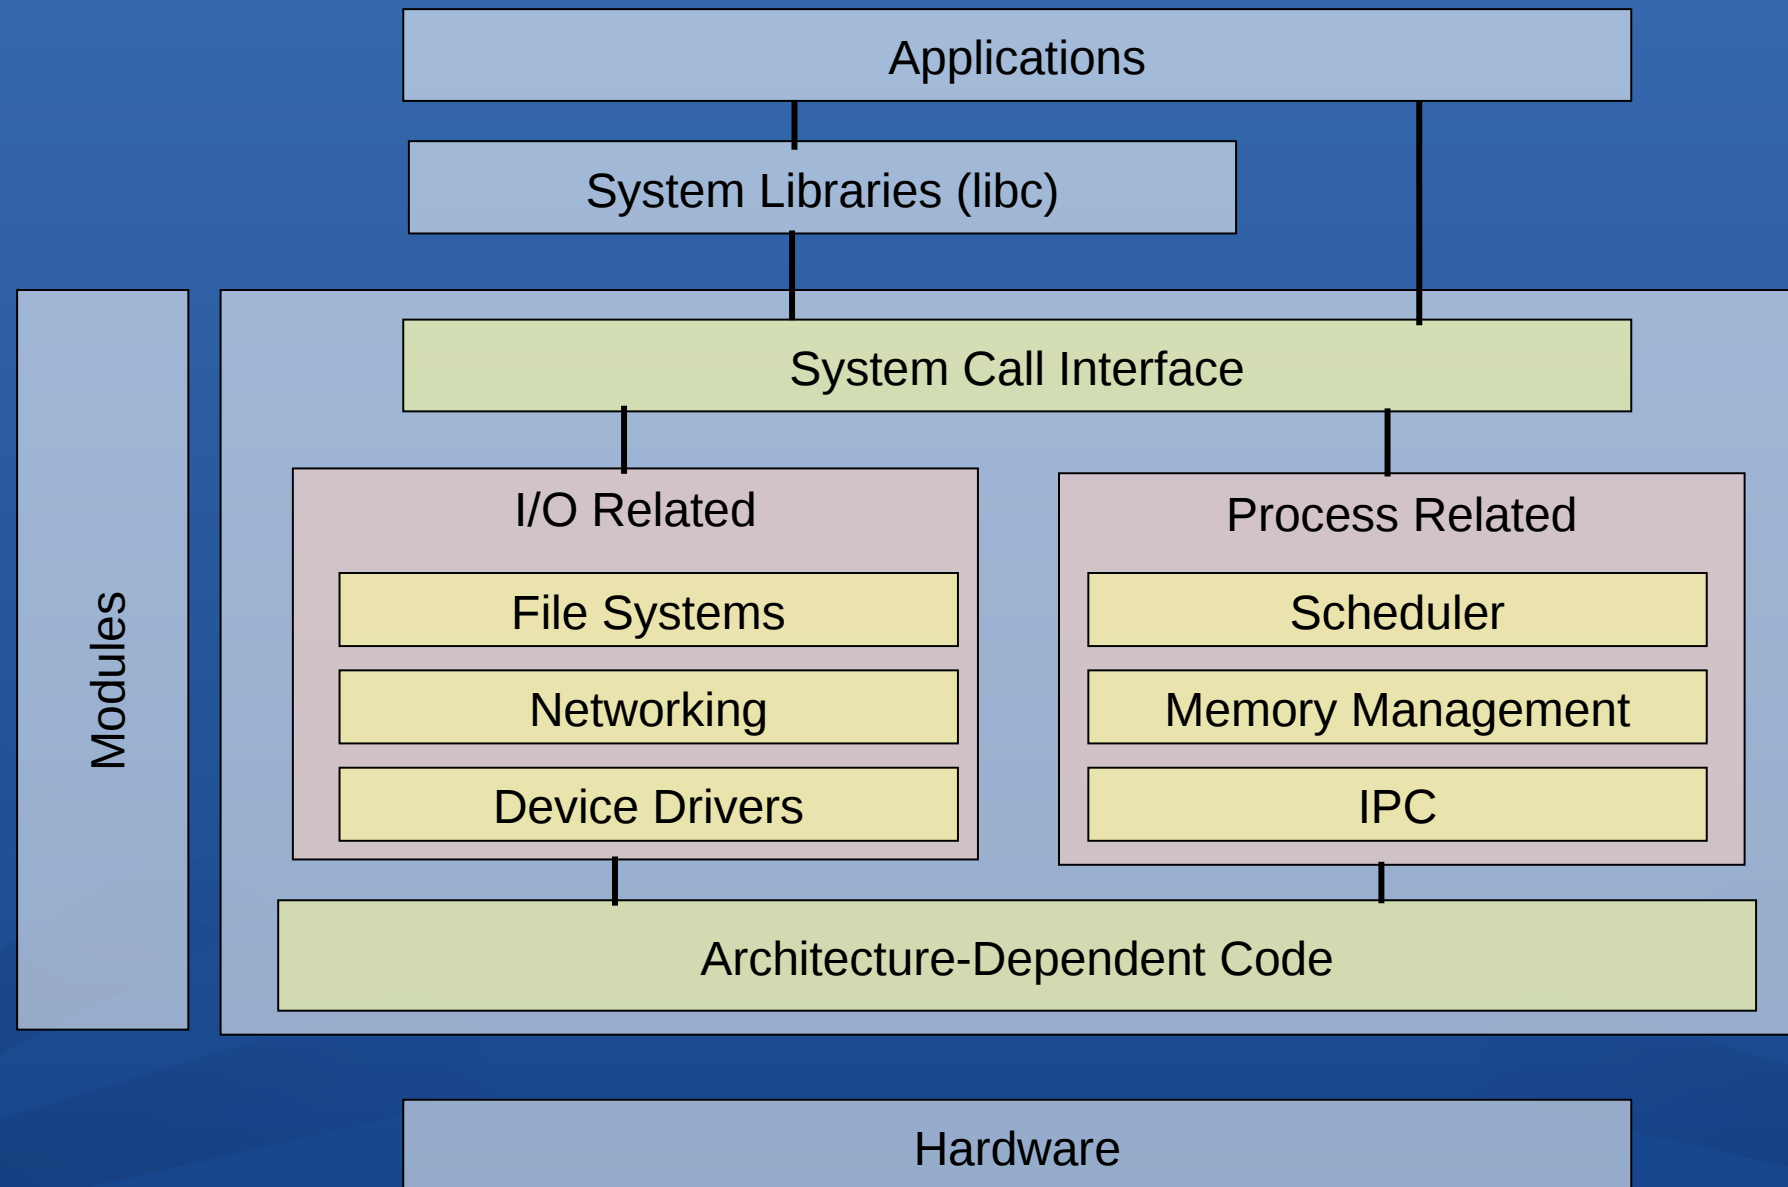 Applications
System Libraries (libc)
Modules
System Call Interface
I/O Related
File Systems
Networking
Device Drivers
Process Related
Scheduler
Memory Management
IPC
Architecture-Dependent Code
Hardware